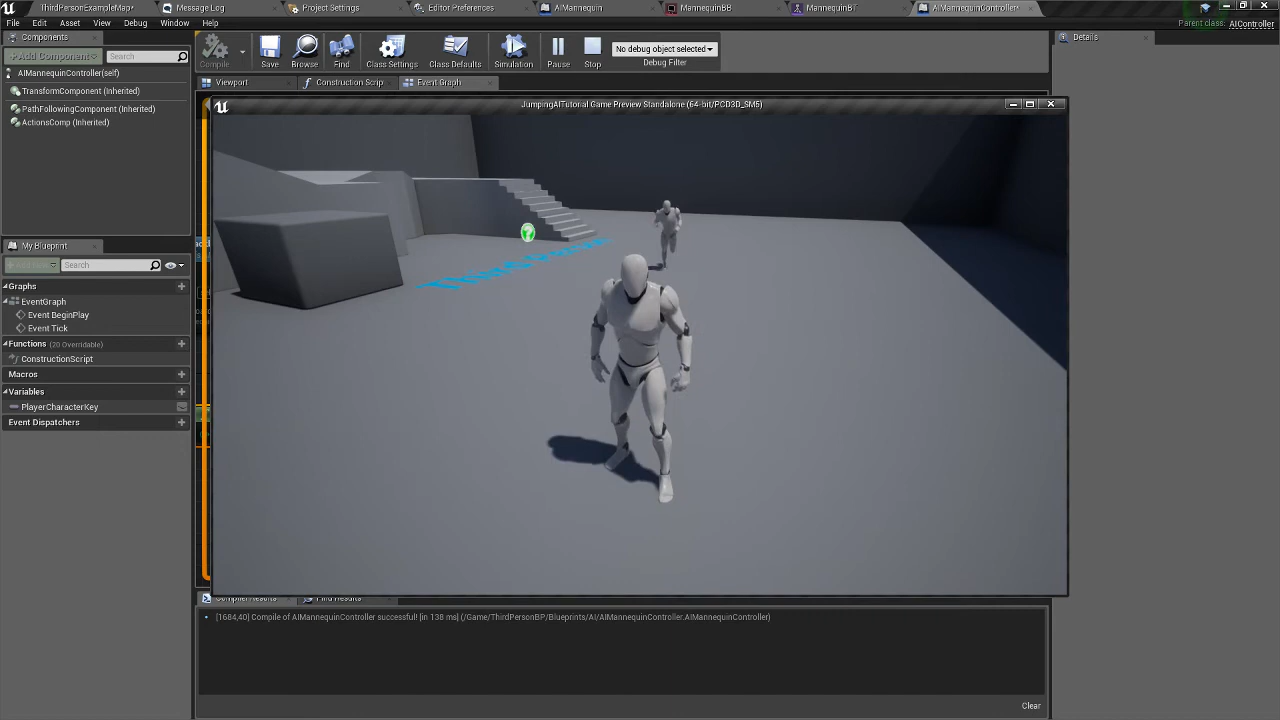 ThirdPersonExampleMap*
Message Log
Project Settings
Editor Preferences
AIMannequin
MannequinBB
MannequinBT
AIMannequinController*
File
Edit
Asset
View
Debug
Window
Help
Parent class: AIController
Components
+Add Component
Search
AIMannequinController(self)
TransformComponent (Inherited)
PathFollowingComponent (Inherited)
ActionsComp (Inherited)
My Blueprint
Search
Graphs
EventGraph
Event BeginPlay
Event Tick
Functions (20 Overridable)
ConstructionScript
Macros
Variables
PlayerCharacterKey
Event Dispatchers
Compile
Save
Browse
Find
Class Settings
Class Defaults
Simulation
Pause
Stop
No debug object selected
Debug Filter
Viewport
Construction Scrip
Event Graph
Details
JumpingAITutorial Game Preview Standalone (64-bit/PCD3D_SM5)
Compiler Results
Find Results
[1684,40] Compile of AIMannequinController successful! [in 138 ms] (/Game/ThirdPersonBP/Blueprints/AI/AIMannequinController.AIMannequinController)
Clear